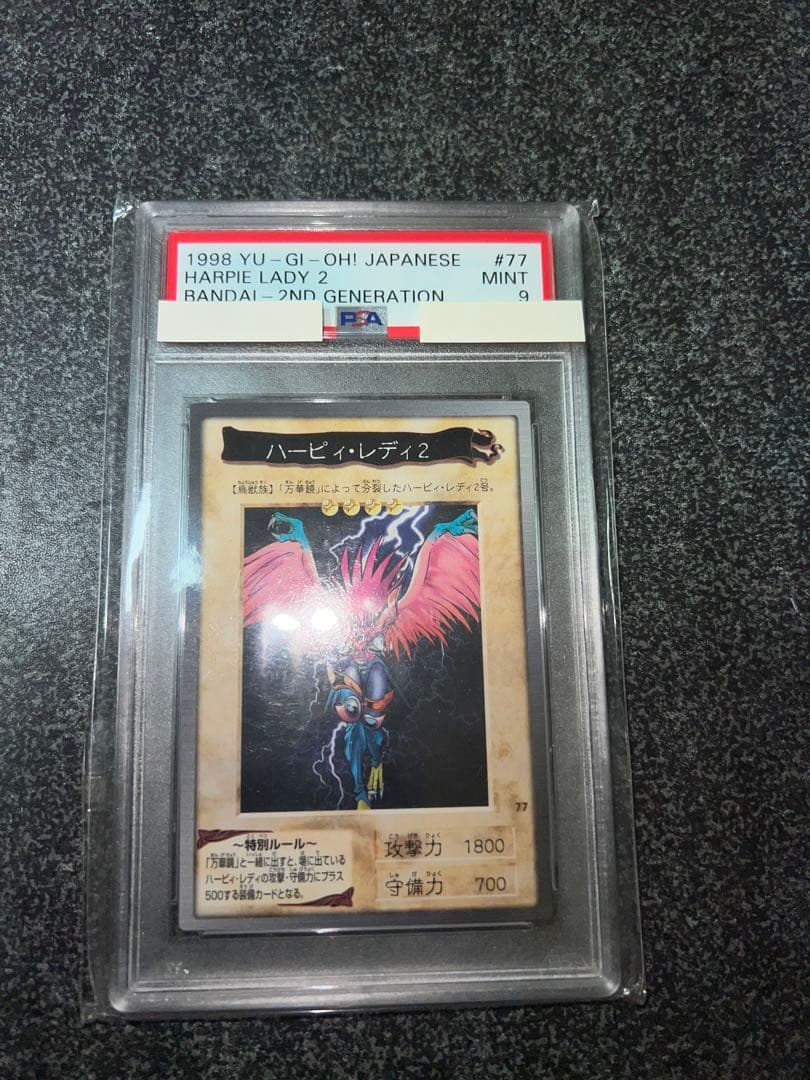 1998 YU-GI-OH! JAPANESE #77
HARPIE LADY 2 MINT
BANDAI-2ND GENERATION 9
PSA
ハーピィ・レディ2
【鳥獣族】「万華鏡」によって分裂したハーピィ・レディ2号。
77
~特別ルール~
「万華鏡」と一緒に出すと、場に出ている
ハーピィ・レディの攻撃・守備力にプラス
500する装備カードとなる。
攻撃力 1800
守備力 700